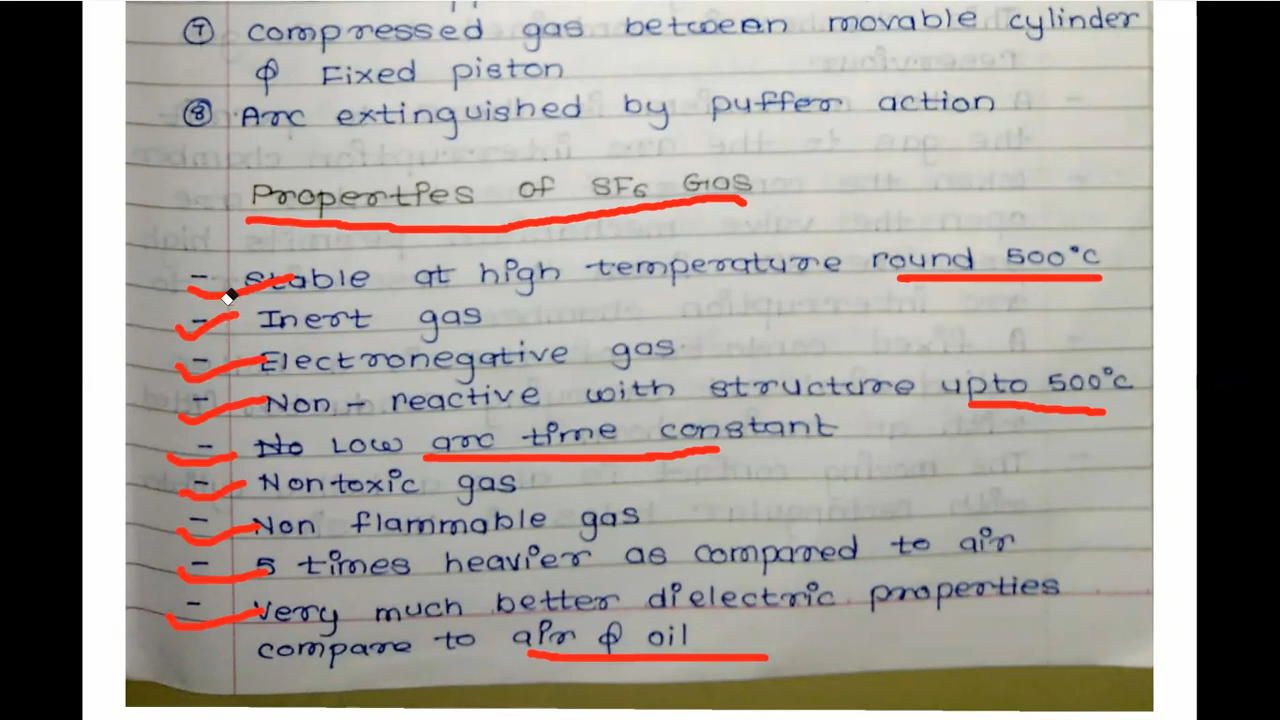 ⑦ compressed gas between movable cylinder
& Fixed piston
⑧ Arc extinguished by puffer action
Properties of SF6 Gas
- Stable at high temperature round 500°c
- Inert gas
- Electronegative gas
- Non - reactive with structure upto 500°c
- No Low arc time constant
- Nontoxic gas
- Non flammable gas
- 5 times heavier as compared to air
- Very much better dielectric properties
compare to air & oil